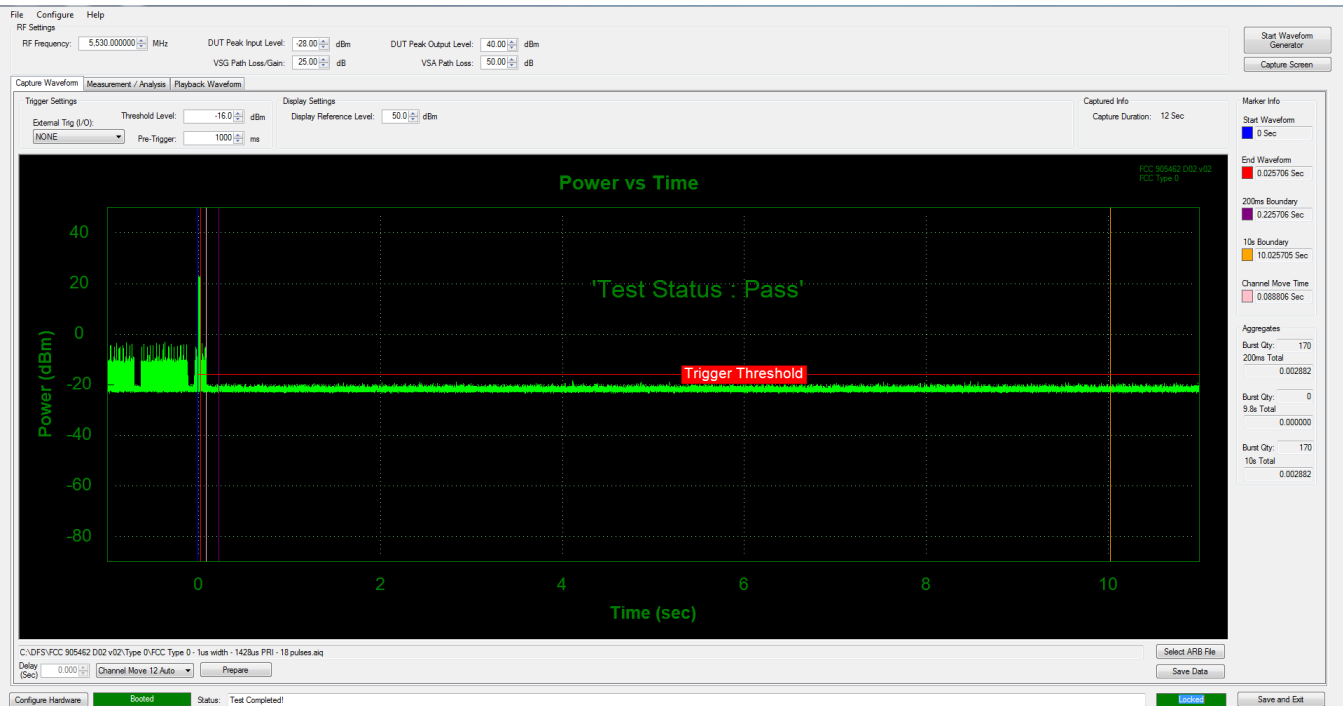 File Configure Help
RF Settings
RF Frequency: 5,530.000000 MHz DUT Peak Input Level: -28.00 dBm DUT Peak Output Level: 40.00 dBm
VSG Path Loss/Gain: 25.00 dB VSA Path Loss: 50.00 dB
Start Waveform Generator
Capture Screen
Capture Waveform Measurement / Analysis Playback Waveform
Trigger Settings
External Trig (I/O):
NONE
Threshold Level: -16.0 dBm
Pre-Trigger: 1000 ms
Display Settings
Display Reference Level: 50.0 dBm
Captured Info
Capture Duration: 12 Sec
Marker Info
Start Waveform
0 Sec
End Waveform
0.025706 Sec
200ms Boundary
0.225706 Sec
10s Boundary
10.025705 Sec
Channel Move Time
0.088806 Sec
Aggregates
Burst Qty: 170
200ms Total
0.002882
Burst Qty: 0
9.8s Total
0.000000
Burst Qty: 170
10s Total
0.002882
Power vs Time
FCC 905462 D02 v02
FCC Type 0
'Test Status : Pass'
Trigger Threshold
Power (dBm)
40
20
0
-20
-40
-60
-80
0 2 4 6 8 10
Time (sec)
C:\DFS\FCC 905462 D02 v02\Type 0\FCC Type 0 - 1us width - 1428us PRI - 18 pulses.aiq
Select ARB File
Delay (Sec) 0.000 Channel Move 12 Auto Prepare
Save Data
Configure Hardware Booted Status: Test Completed! Locked Save and Exit